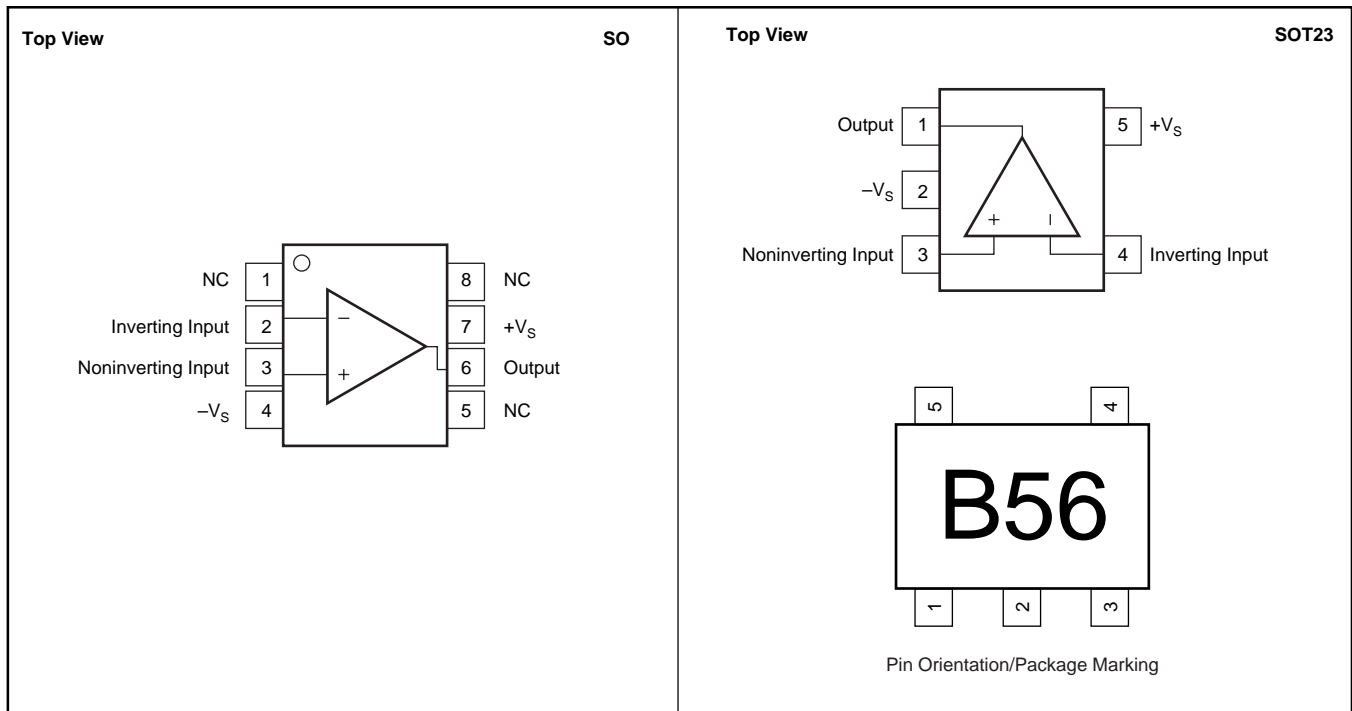 Top View SO
NC 1 8 NC
Inverting Input 2 − 7 +VS
Noninverting Input 3 + 6 Output
–VS 4 5 NC
Top View SOT23
Output 1 5 +VS
–VS 2
+ −
Noninverting Input 3 4 Inverting Input
5 4
B56
1 2 3
Pin Orientation/Package Marking